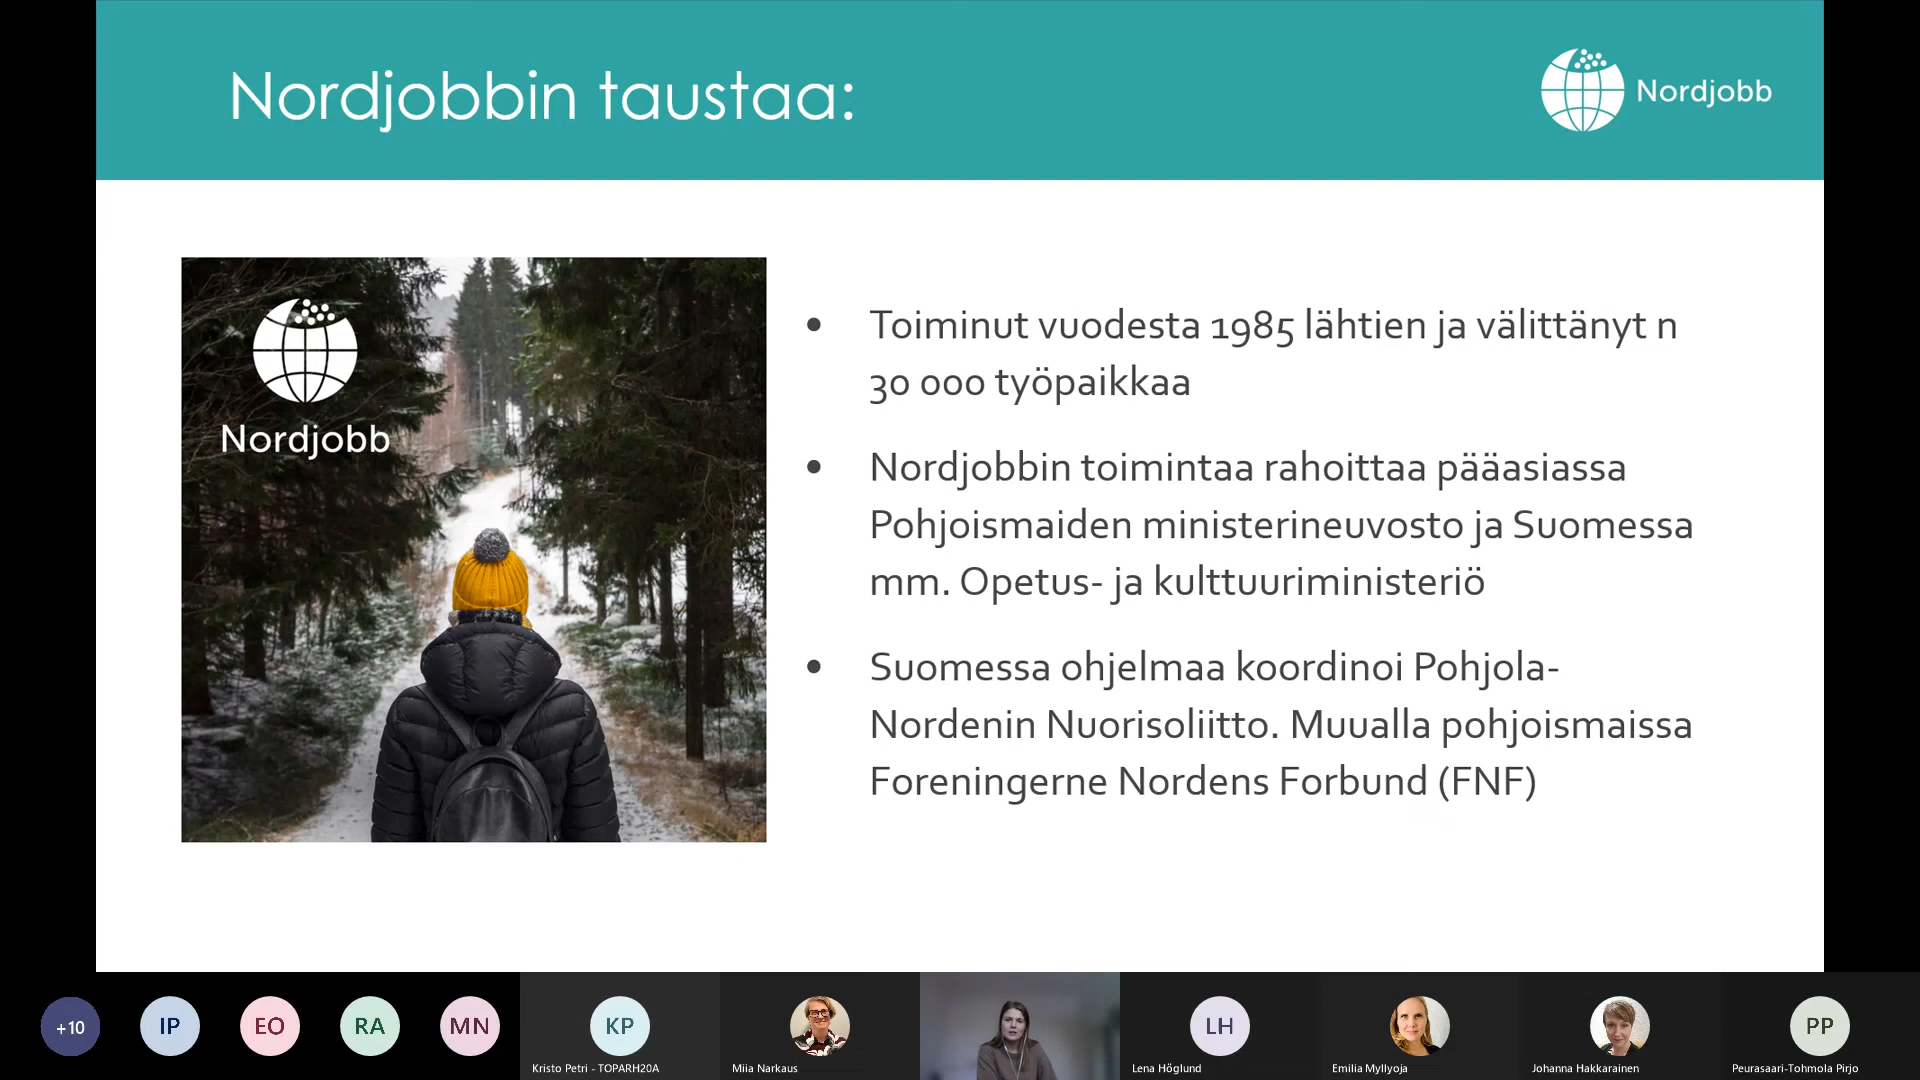 Nordjobbin taustaa:
Nordjobb
Nordjobb
• Toiminut vuodesta 1985 lähtien ja välittänyt n
30 000 työpaikkaa
• Nordjobbin toimintaa rahoittaa pääasiassa
Pohjoismaiden ministerineuvosto ja Suomessa
mm. Opetus- ja kulttuuriministeriö
• Suomessa ohjelmaa koordinoi Pohjola-
Nordenin Nuorisoliitto. Muualla pohjoismaissa
Foreningerne Nordens Forbund (FNF)
+10
IP
EO
RA
MN
KP
LH
PP
Kristo Petri - TOPARH20A
Miia Narkaus
Lena Höglund
Emilia Myllyoja
Johanna Hakkarainen
Peurasaari-Tohmola Pirjo